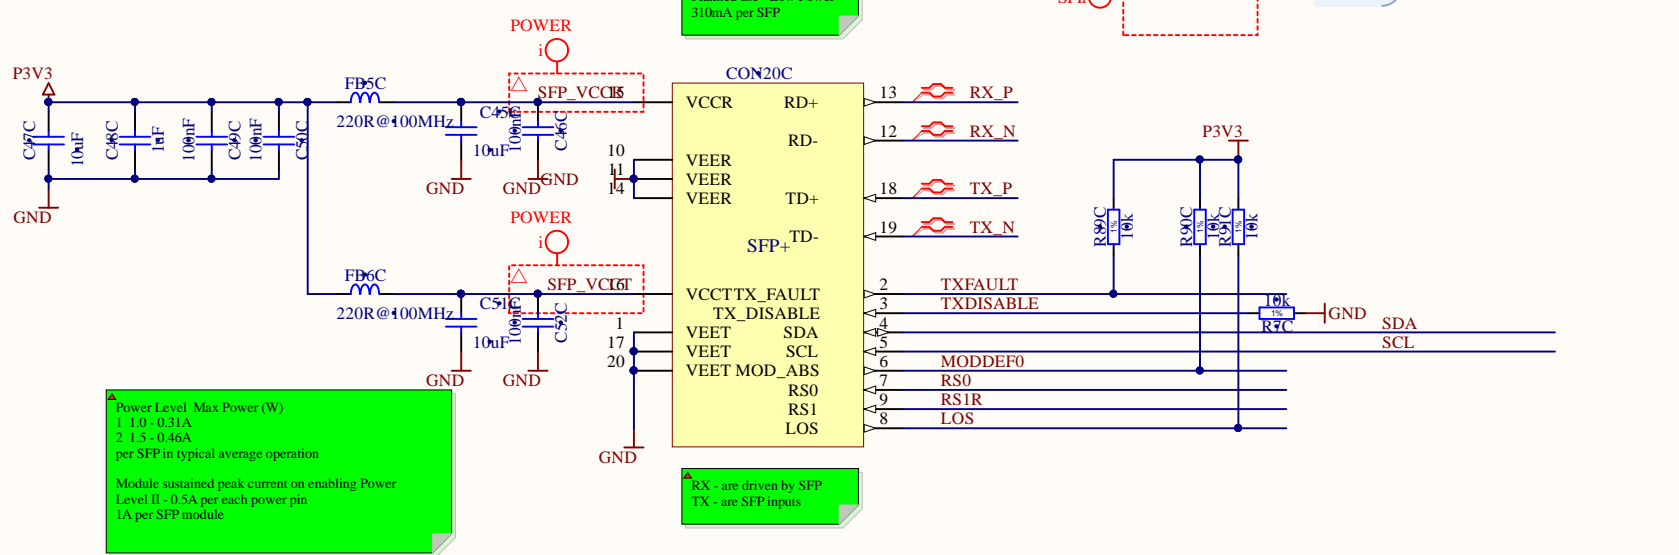 310mA per SFP
POWER
i
P3V3
FB5C
220R@100MHz
SFP_VCCR
15
C47C
10uF
C48C
1uF
100nF
C49C
100nF
C50C
C45C
10uF
100nF
C46C
GND
GND
GND
GND
POWER
i
FB6C
220R@100MHz
SFP_VCCT
16
C51C
10uF
100nF
C52C
GND
GND
CON20C
SFP+
10
11
14
1
17
20
GND
VCCR
VEER
VEER
VEER
VCCT
VEET
VEET
VEET
RD+
RD-
TD+
TD-
TX_FAULT
TX_DISABLE
SDA
SCL
MOD_ABS
RS0
RS1
LOS
13 RX_P
12 RX_N
18 TX_P
19 TX_N
2 TXFAULT
3 TXDISABLE
4 SDA
5 SCL
6 MODDEF0
7 RS0
9 RS1R
8 LOS
P3V3
R89C
1%
10k
R90C
1%
10k
R91C
1%
10k
10k
1%
R7C
GND
Power Level Max Power (W)
1 1.0 - 0.31A
2 1.5 - 0.46A
per SFP in typical average operation
Module sustained peak current on enabling Power
Level II - 0.5A per each power pin
1A per SFP module
RX - are driven by SFP
TX - are SFP inputs